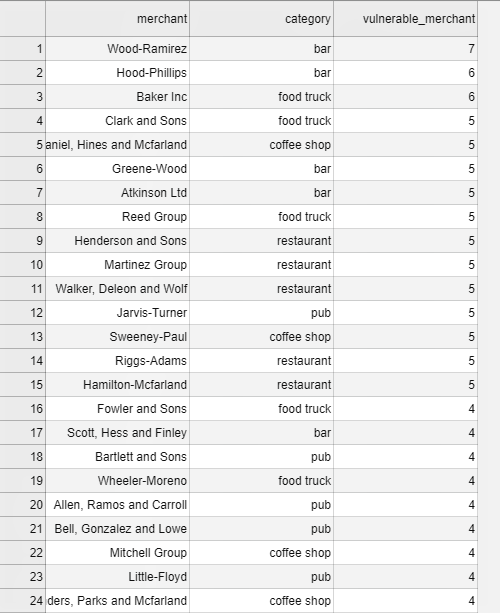 merchant category vulnerable_merchant
1 Wood-Ramirez bar 7
2 Hood-Phillips bar 6
3 Baker Inc food truck 6
4 Clark and Sons food truck 5
5 aniel, Hines and Mcfarland coffee shop 5
6 Greene-Wood bar 5
7 Atkinson Ltd bar 5
8 Reed Group food truck 5
9 Henderson and Sons restaurant 5
10 Martinez Group restaurant 5
11 Walker, Deleon and Wolf restaurant 5
12 Jarvis-Turner pub 5
13 Sweeney-Paul coffee shop 5
14 Riggs-Adams restaurant 5
15 Hamilton-Mcfarland restaurant 5
16 Fowler and Sons food truck 4
17 Scott, Hess and Finley bar 4
18 Bartlett and Sons pub 4
19 Wheeler-Moreno food truck 4
20 Allen, Ramos and Carroll pub 4
21 Bell, Gonzalez and Lowe pub 4
22 Mitchell Group coffee shop 4
23 Little-Floyd pub 4
24 ders, Parks and Mcfarland coffee shop 4